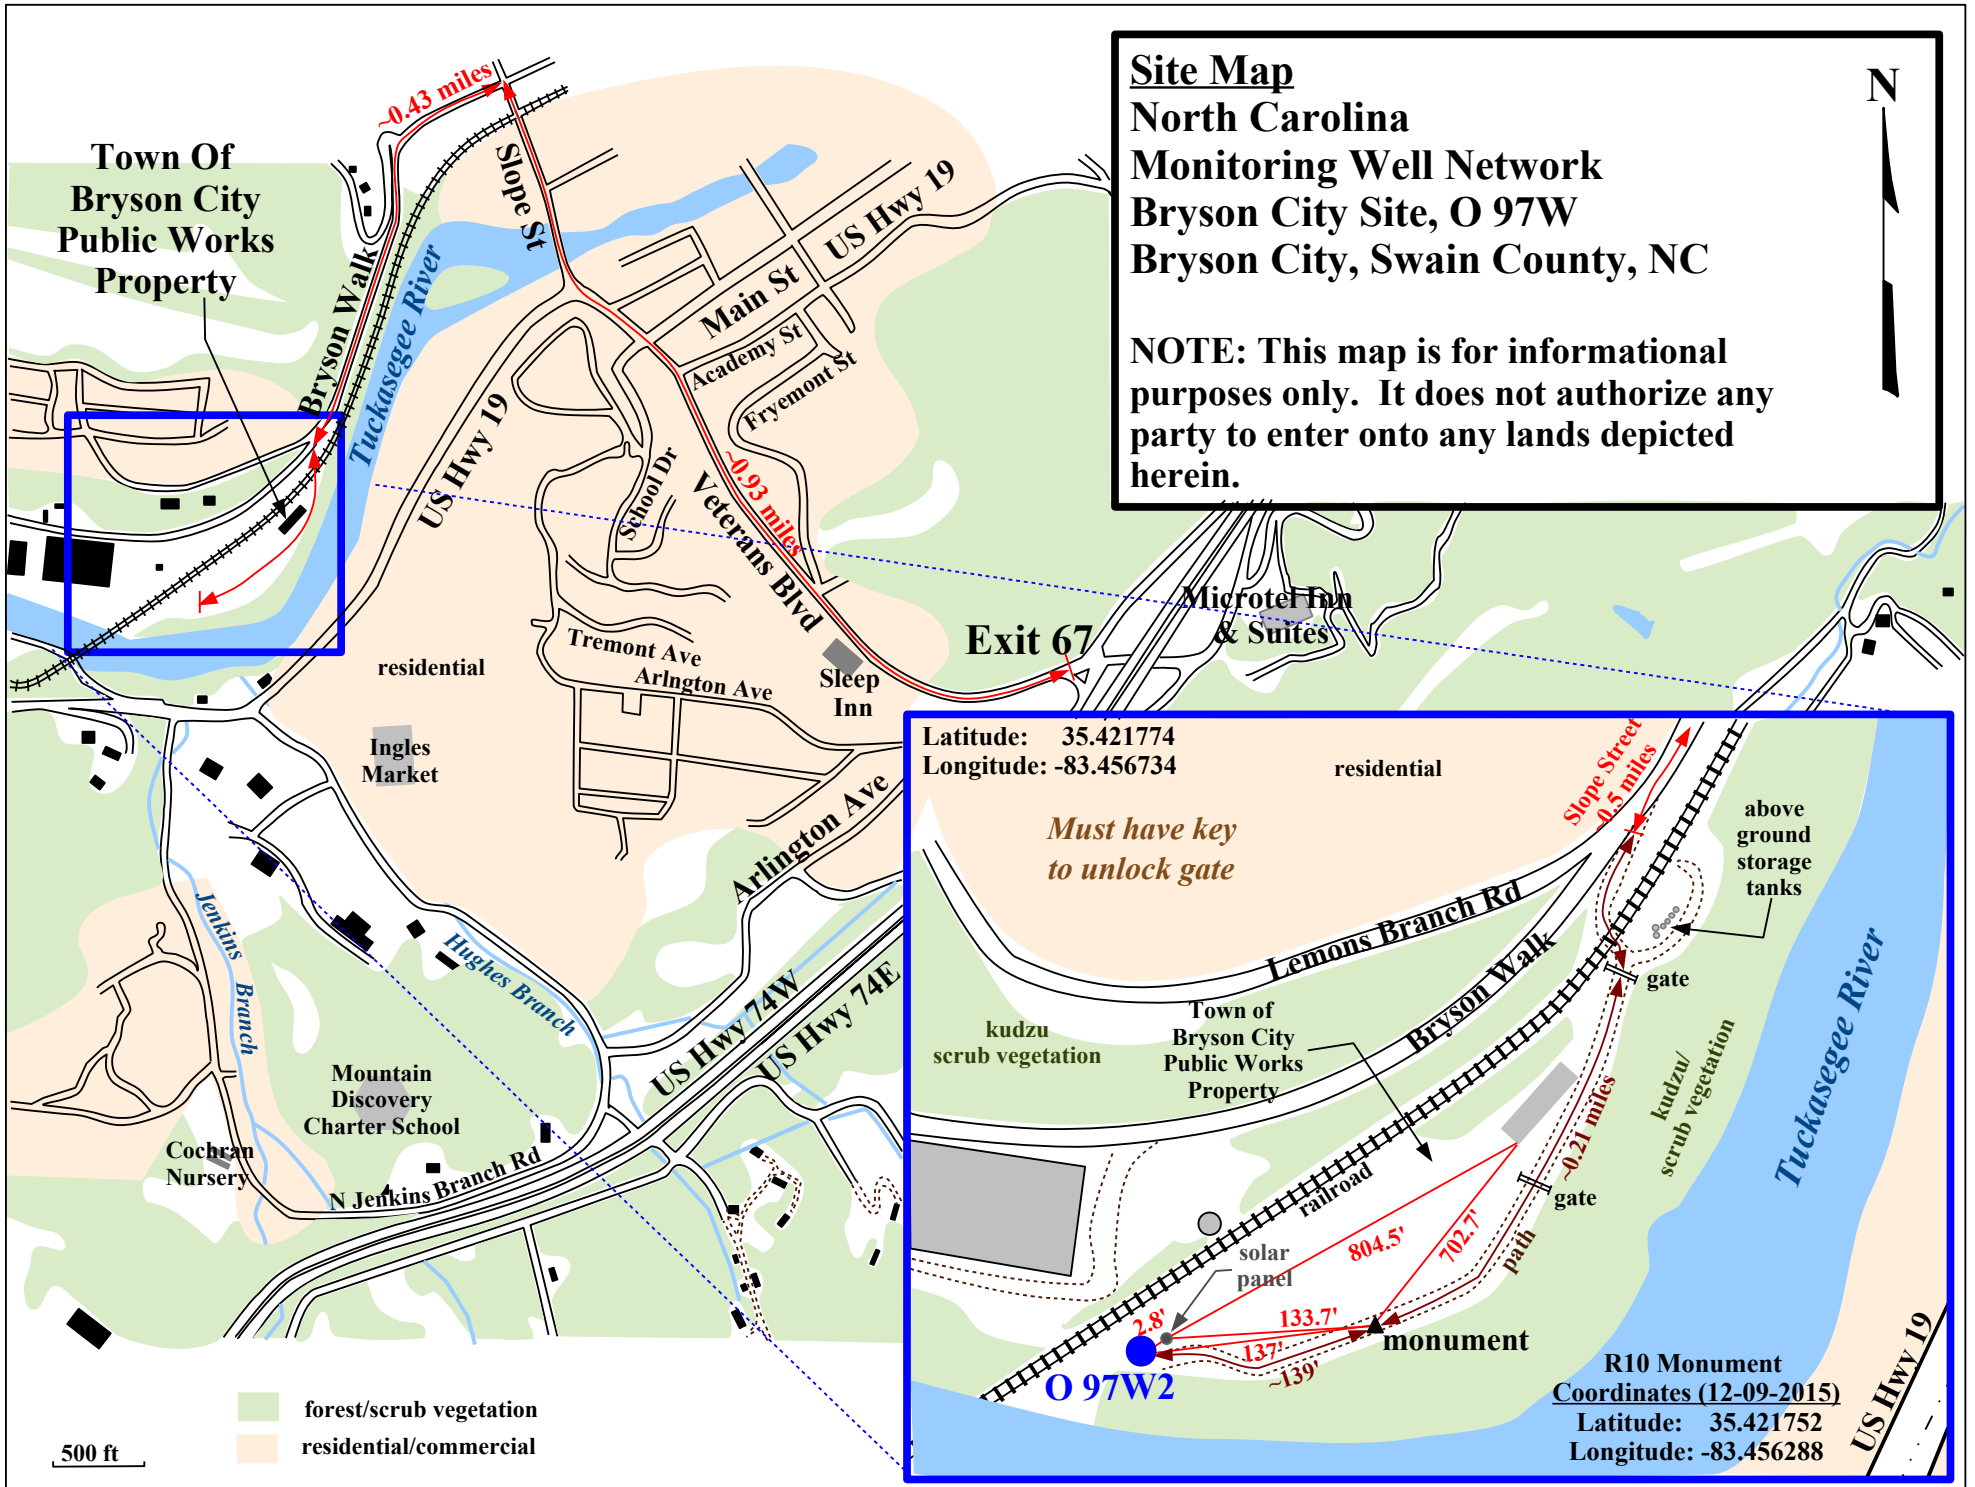 Site Map
North Carolina
Monitoring Well Network
Bryson City Site, O 97W
Bryson City, Swain County, NC
NOTE: This map is for informational
purposes only.  It does not authorize any
party to enter onto any lands depicted
herein.
N
~0.43 miles
Town Of
Bryson City
Public Works
Property
Slope St
Bryson Walk
Tuckasegee River
US Hwy 19
Main St
Academy St
Fryemont St
US Hwy 19
School Dr
~0.93 miles
Veterans Blvd
Tremont Ave
Arlngton Ave
residential
Sleep
Inn
Exit 67
Microtel Inn
& Suites
Ingles
Market
Arlington Ave
Jenkins Branch
Hughes Branch
US Hwy 74W
US Hwy 74E
Mountain
Discovery
Charter School
Cochran
Nursery
N Jenkins Branch Rd
forest/scrub vegetation
residential/commercial
500 ft
Latitude: 35.421774
Longitude: -83.456734
residential
Must have key
to unlock gate
Slope Street
~0.5 miles
above
ground
storage
tanks
Lemons Branch Rd
Bryson Walk
gate
kudzu
scrub vegetation
Town of
Bryson City
Public Works
Property
kudzu/
scrub vegetation
Tuckasegee River
~0.21 miles
railroad
gate
804.5'
702.7'
path
solar
panel
2.8'
133.7'
137'
~139'
monument
O 97W2
R10 Monument
Coordinates (12-09-2015)
Latitude: 35.421752
Longitude: -83.456288
US Hwy 19